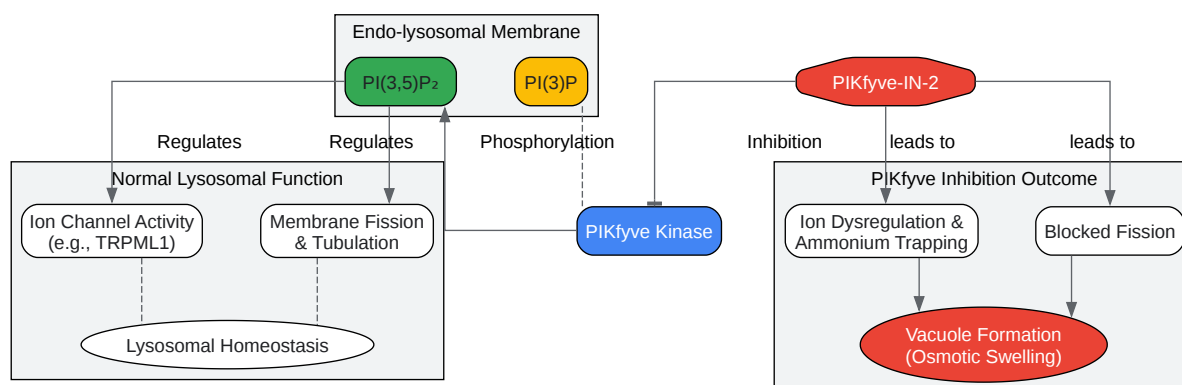 Endo-lysosomal Membrane
PI(3,5)P₂
PI(3)P
PIKfyve-IN-2
Regulates
Regulates
Phosphorylation
Inhibition
leads to
leads to
Normal Lysosomal Function
PIKfyve Inhibition Outcome
Ion Channel Activity
(e.g., TRPML1)
Membrane Fission
& Tubulation
PIKfyve Kinase
Ion Dysregulation &
Ammonium Trapping
Blocked Fission
Lysosomal Homeostasis
Vacuole Formation
(Osmotic Swelling)